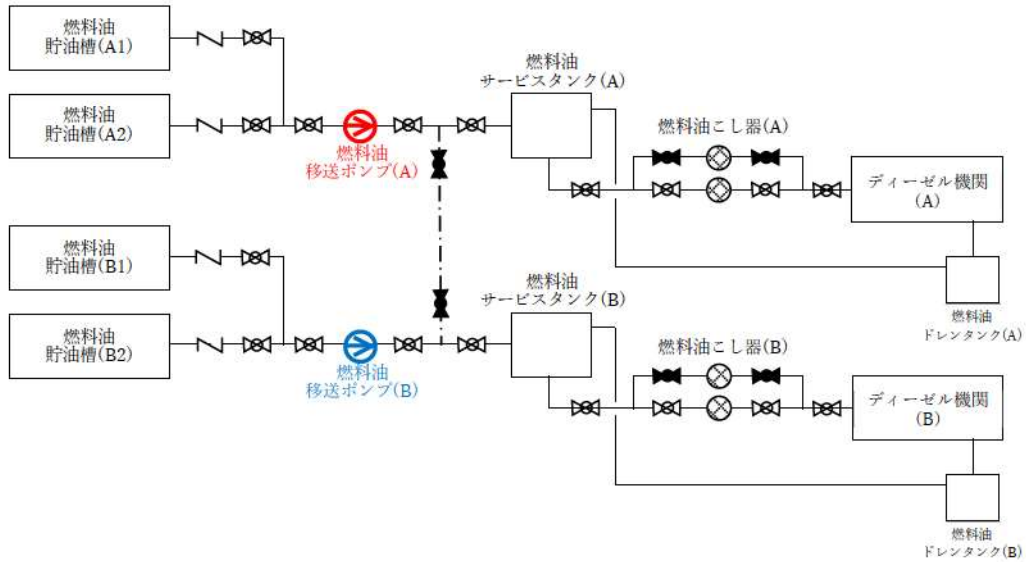 燃料油
貯油槽(A1)
燃料油
貯油槽(A2)
燃料油
移送ポンプ(A)
燃料油
サービスタンク(A)
燃料油こし器(A)
ディーゼル機関
(A)
燃料油
ドレンタンク(A)
燃料油
貯油槽(B1)
燃料油
貯油槽(B2)
燃料油
移送ポンプ(B)
燃料油
サービスタンク(B)
燃料油こし器(B)
ディーゼル機関
(B)
燃料油
ドレンタンク(B)